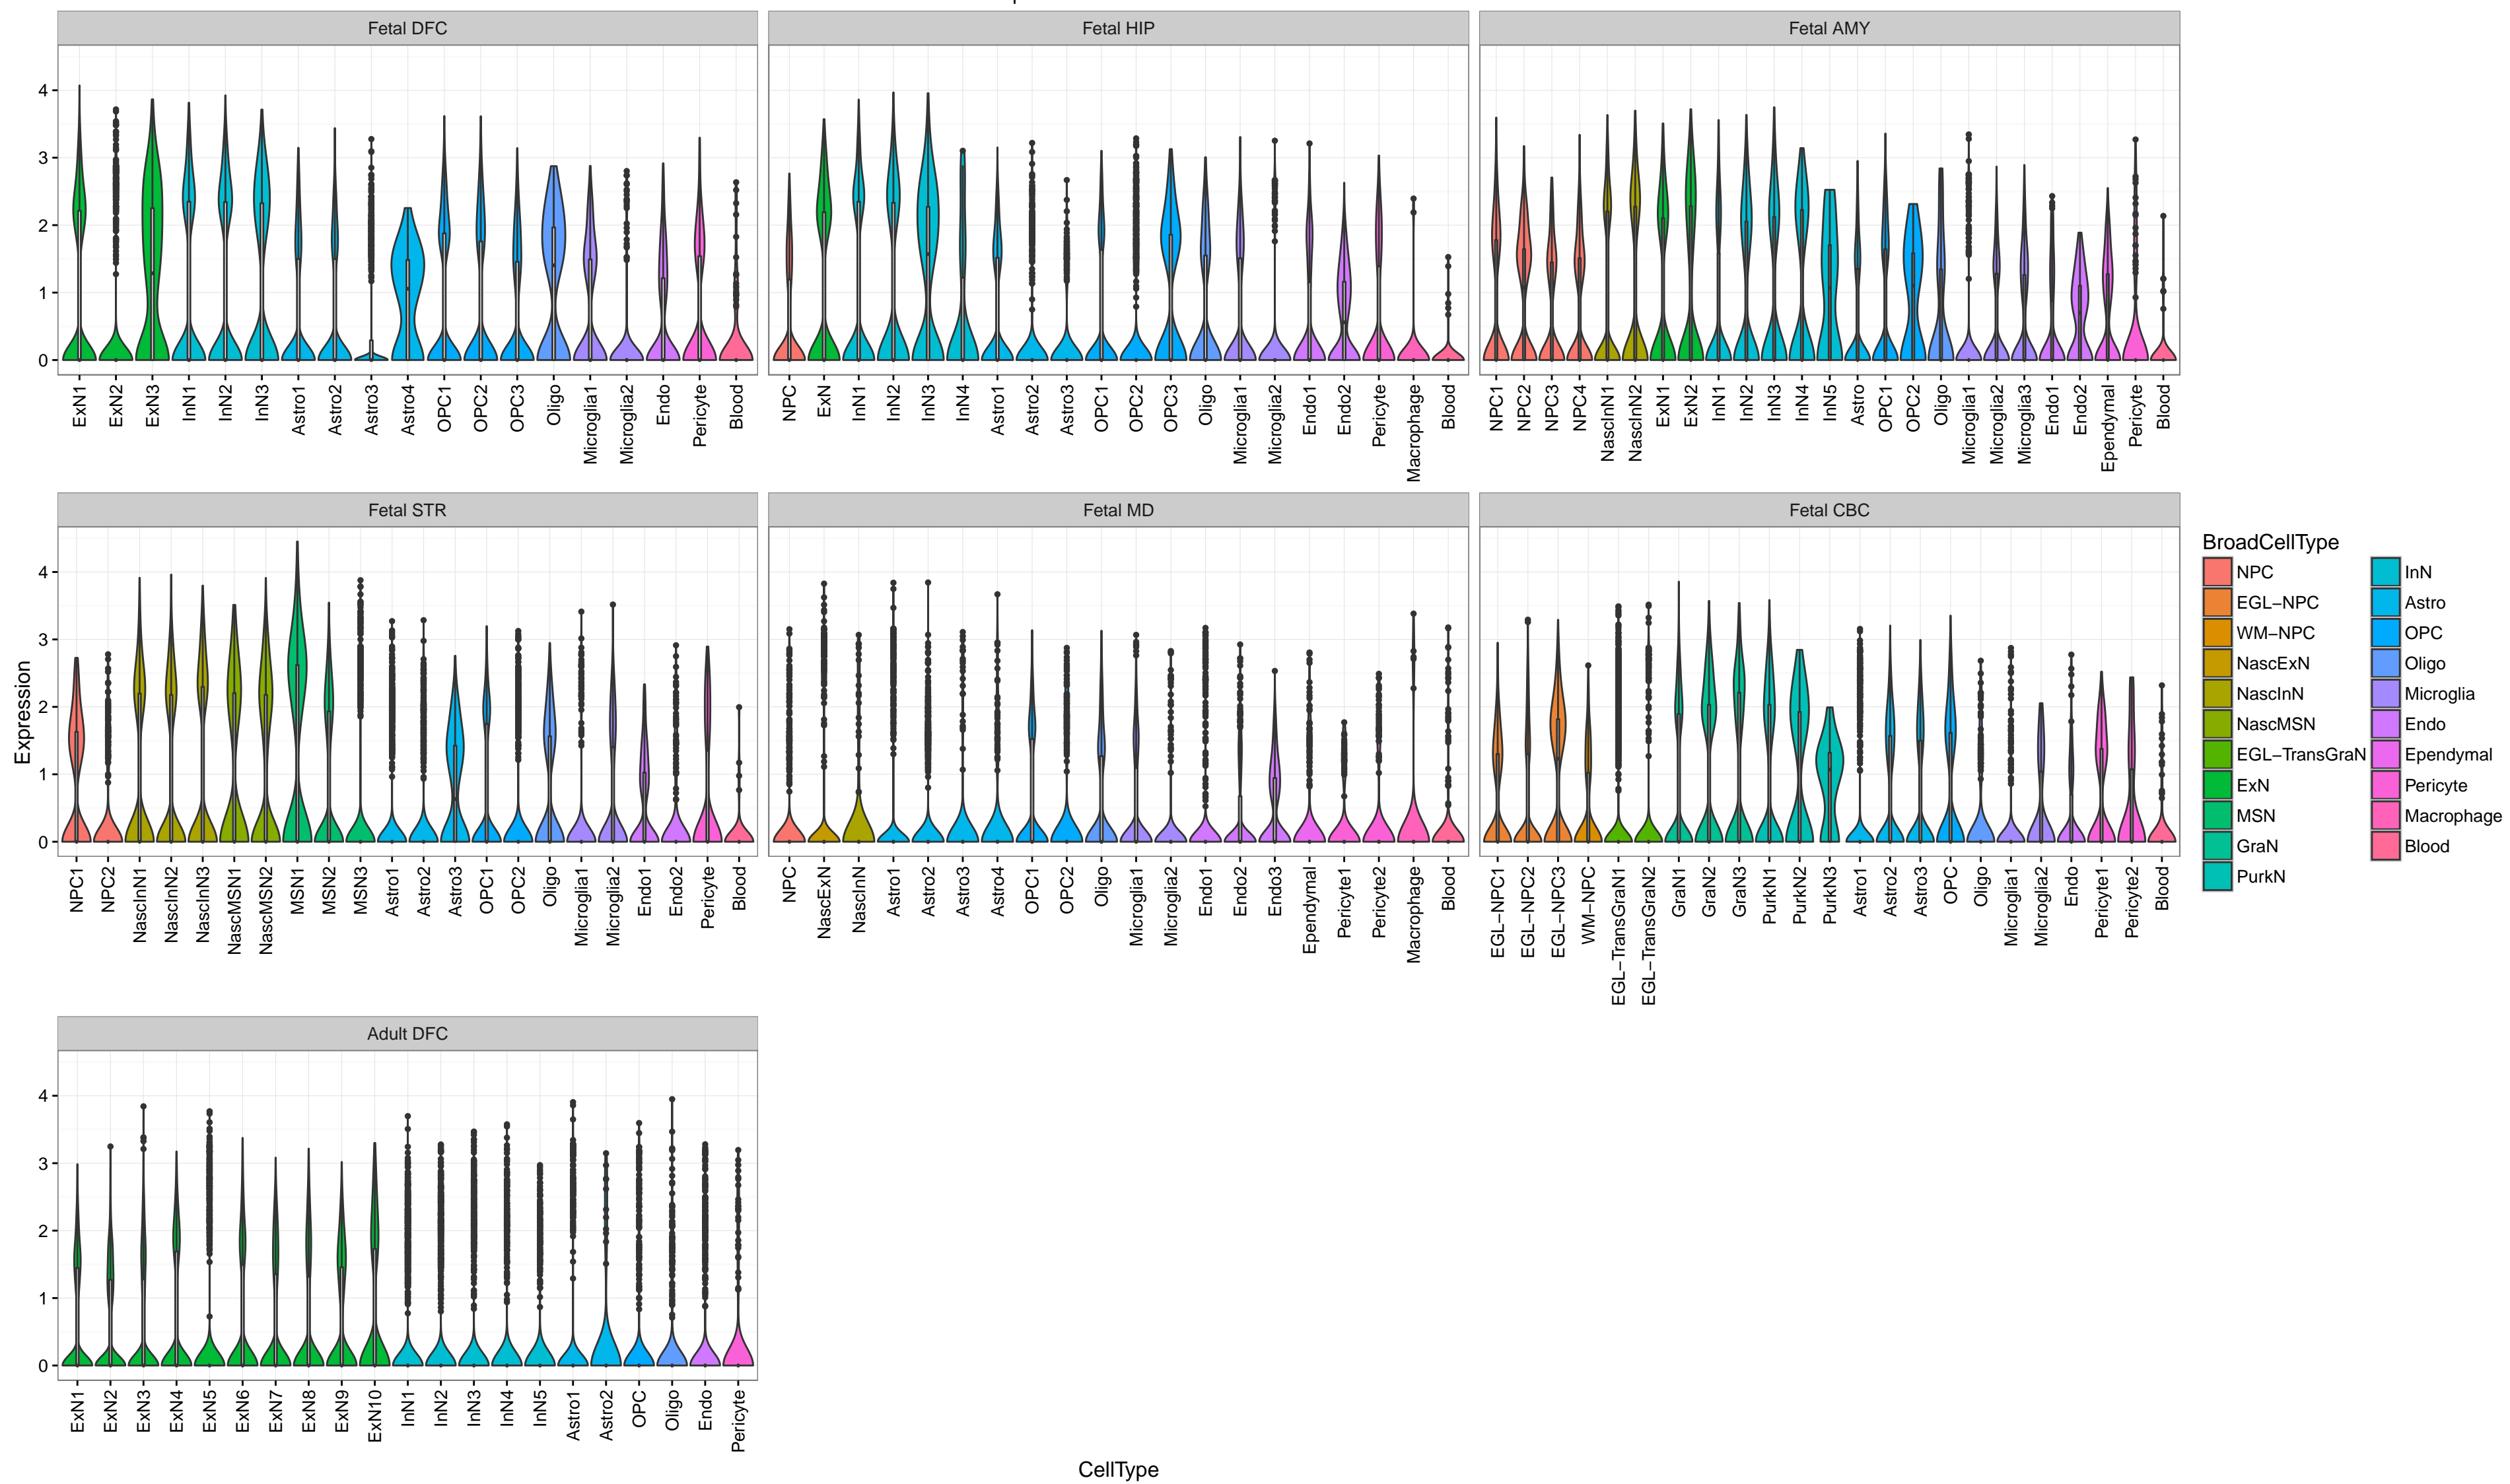 Fetal DFC
Fetal HIP
Fetal AMY
4
3
2
1
0
ExN1 ExN2 ExN3 InN1 InN2 InN3 Astro1 Astro2 Astro3 Astro4 OPC1 OPC2 OPC3 Oligo Microglia1 Microglia2 Endo Pericyte Blood
NPC ExN InN1 InN2 InN3 InN4 Astro1 Astro2 Astro3 OPC1 OPC2 OPC3 Oligo Microglia1 Microglia2 Endo1 Endo2 Pericyte Macrophage Blood
NPC1 NPC2 NPC3 NPC4 NascInN1 NascInN2 ExN1 ExN2 InN1 InN2 InN3 InN4 InN5 Astro OPC1 OPC2 Oligo Microglia1 Microglia2 Microglia3 Endo1 Endo2 Ependymal Pericyte Blood
Fetal STR
Fetal MD
Fetal CBC
Expression
4
3
2
1
0
NPC1 NPC2 NascInN1 NascInN2 NascInN3 NascMSN1 NascMSN2 MSN1 MSN2 MSN3 Astro1 Astro2 Astro3 OPC1 OPC2 Oligo Microglia1 Microglia2 Endo1 Endo2 Pericyte Blood
NPC NascExN NascInN Astro1 Astro2 Astro3 Astro4 OPC1 OPC2 Oligo Microglia1 Microglia2 Endo1 Endo2 Endo3 Ependymal Pericyte1 Pericyte2 Macrophage Blood
EGL−NPC1 EGL−NPC2 EGL−NPC3 WM−NPC EGL−TransGraN1 EGL−TransGraN2 GraN1 GraN2 GraN3 PurkN1 PurkN2 PurkN3 Astro1 Astro2 Astro3 OPC Oligo Microglia1 Microglia2 Endo Pericyte1 Pericyte2 Blood
BroadCellType
NPC
EGL−NPC
WM−NPC
NascExN
NascInN
NascMSN
EGL−TransGraN
ExN
MSN
GraN
PurkN
InN
Astro
OPC
Oligo
Microglia
Endo
Ependymal
Pericyte
Macrophage
Blood
Adult DFC
4
3
2
1
0
ExN1 ExN2 ExN3 ExN4 ExN5 ExN6 ExN7 ExN8 ExN9 ExN10 InN1 InN2 InN3 InN4 InN5 Astro1 Astro2 OPC Oligo Endo Pericyte
CellType